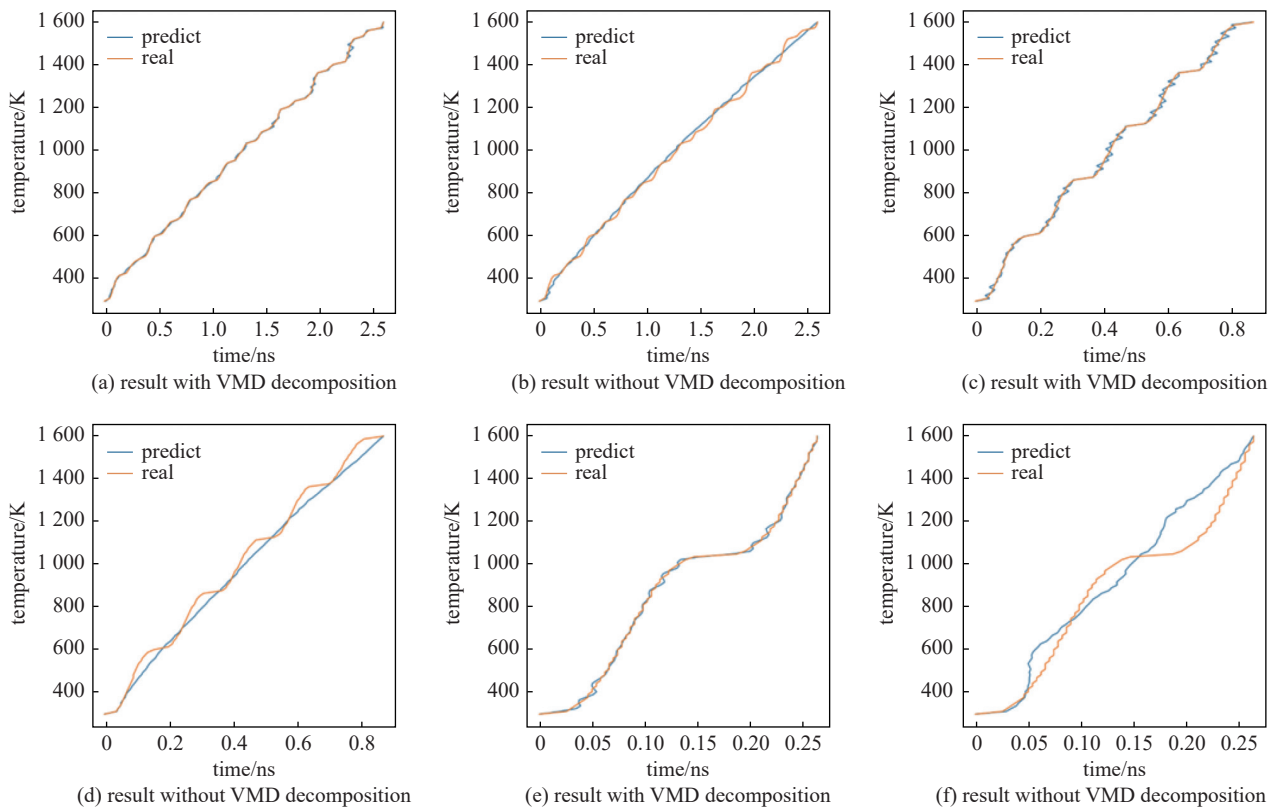 1 600
predict
real
1 400
1 200
1 000
800
600
400
temperature/K
0 0.5 1.0 1.5 2.0 2.5
time/ns
(a) result with VMD decomposition
1 600
predict
real
1 400
1 200
1 000
800
600
400
temperature/K
0 0.5 1.0 1.5 2.0 2.5
time/ns
(b) result without VMD decomposition
1 600
predict
real
1 400
1 200
1 000
800
600
400
temperature/K
0 0.2 0.4 0.6 0.8
time/ns
(c) result with VMD decomposition
1 600
predict
real
1 400
1 200
1 000
800
600
400
temperature/K
0 0.2 0.4 0.6 0.8
time/ns
(d) result without VMD decomposition
1 600
predict
real
1 400
1 200
1 000
800
600
400
temperature/K
0 0.05 0.10 0.15 0.20 0.25
time/ns
(e) result with VMD decomposition
1 600
predict
real
1 400
1 200
1 000
800
600
400
temperature/K
0 0.05 0.10 0.15 0.20 0.25
time/ns
(f) result without VMD decomposition